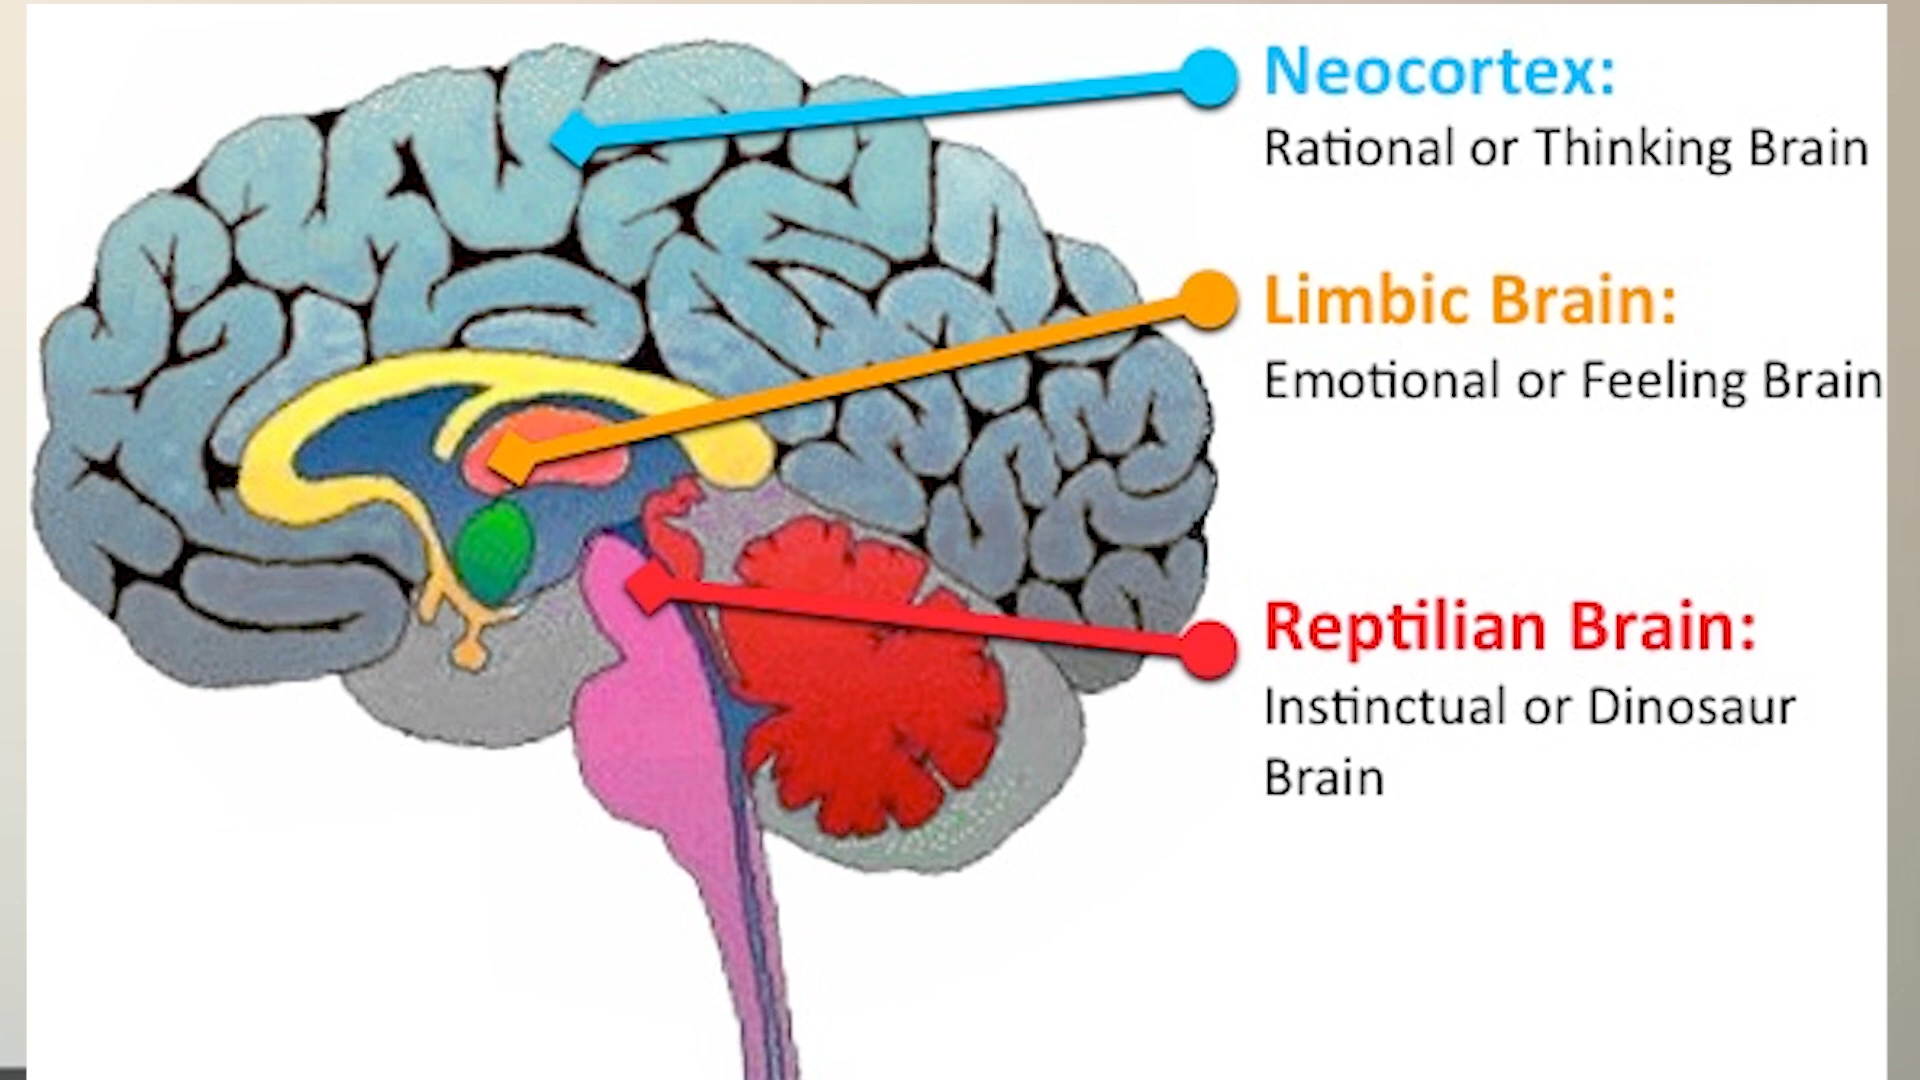 Neocortex:
Rational or Thinking Brain
Limbic Brain:
Emotional or Feeling Brain
Reptilian Brain:
Instinctual or Dinosaur
Brain